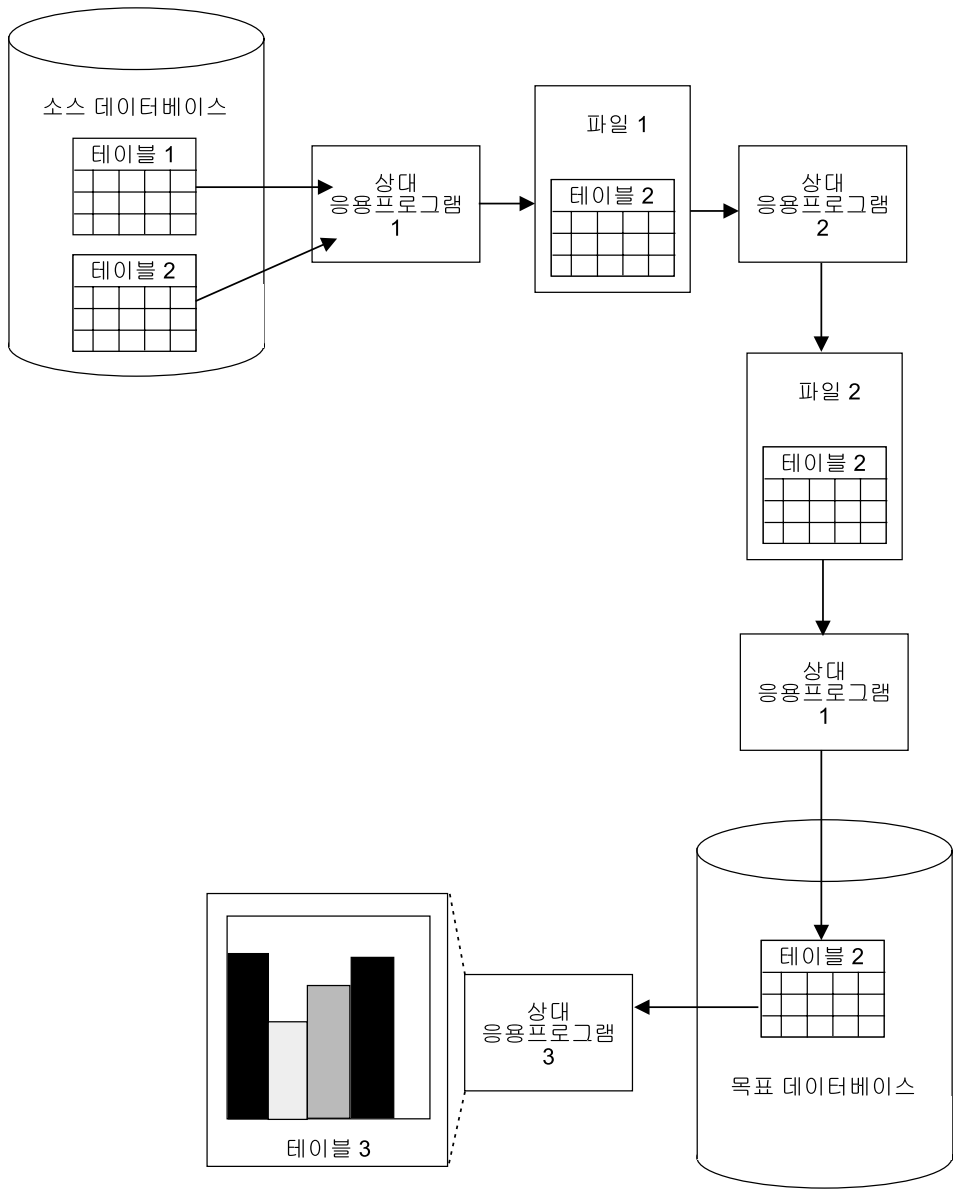 소스 데이터베이스
테이블 1
테이블 2
상대
응용프로그램
1
파일 1
테이블 2
상대
응용프로그램
2
파일 2
테이블 2
상대
응용프로그램
1
테이블 2
목표 데이터베이스
상대
응용프로그램
3
테이블 3